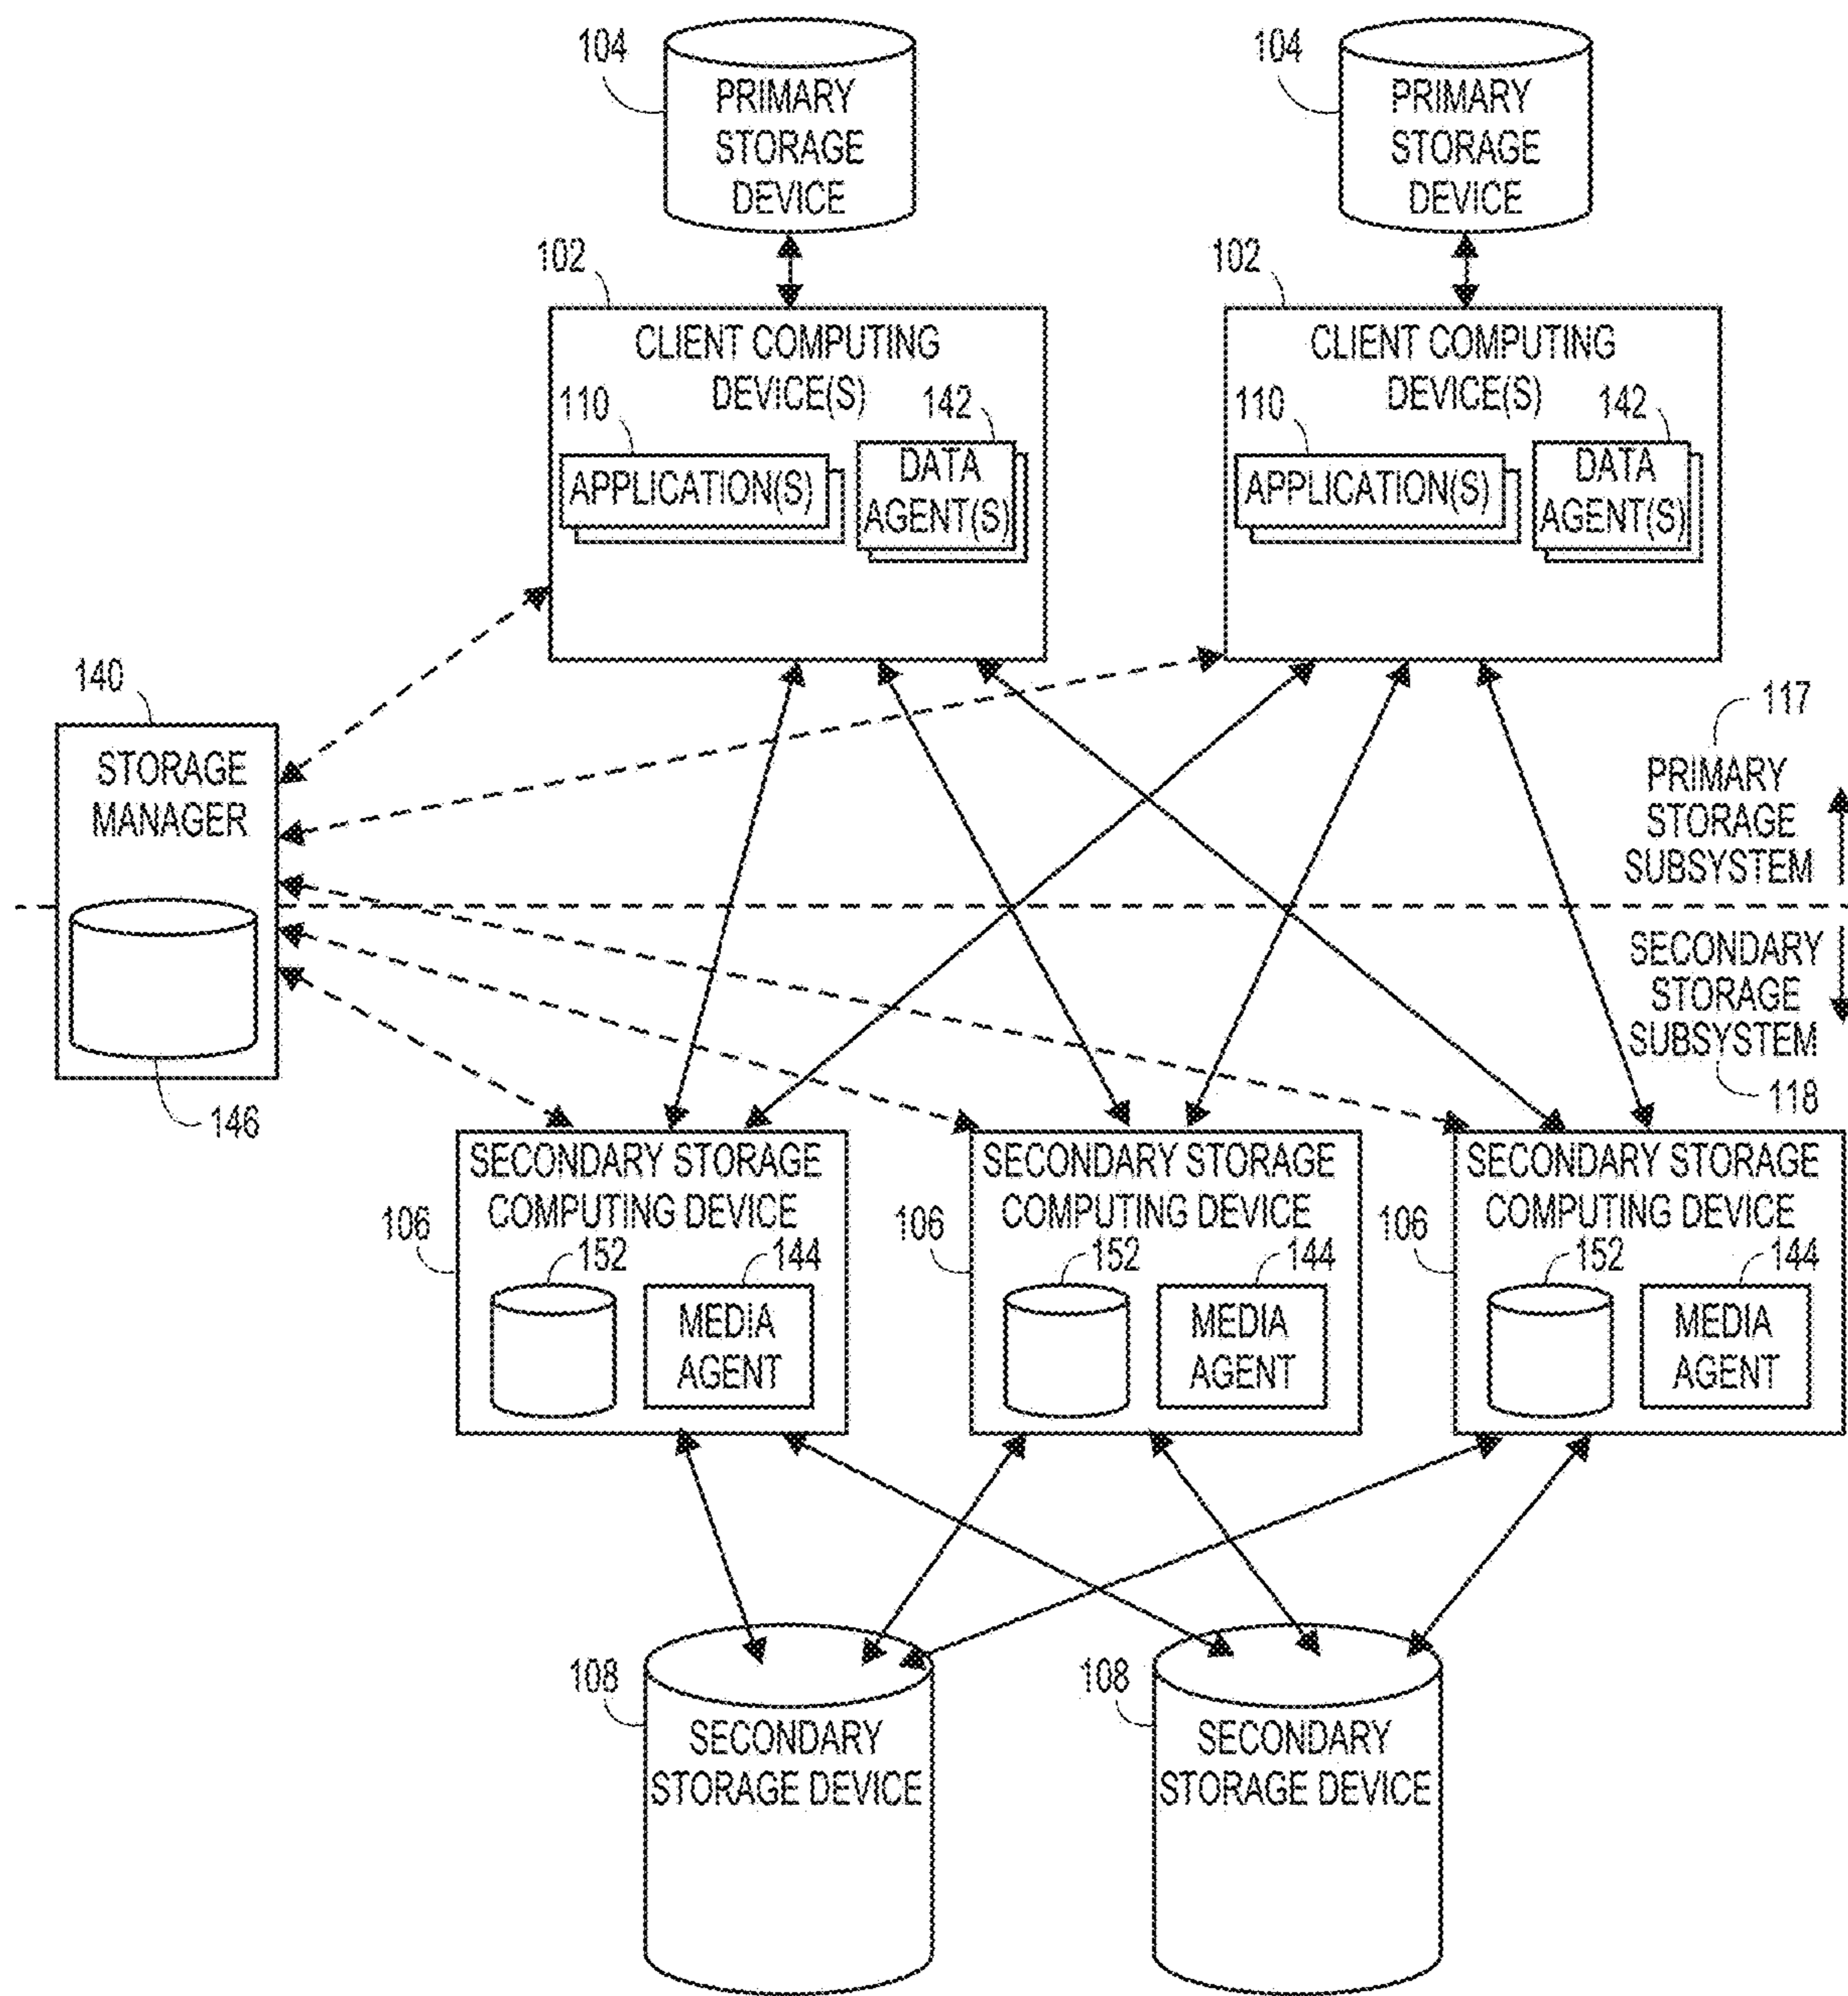 104
PRIMARY
STORAGE
DEVICE
104
PRIMARY
STORAGE
DEVICE
102
CLIENT COMPUTING
DEVICE(S)
110
142
APPLICATION(S)
DATA
AGENT(S)
102
CLIENT COMPUTING
DEVICE(S)
110
142
APPLICATION(S)
DATA
AGENT(S)
140
STORAGE
MANAGER
146
117
PRIMARY
STORAGE
SUBSYSTEM
SECONDARY
STORAGE
SUBSYSTEM
118
106
SECONDARY STORAGE
COMPUTING DEVICE
152
144
MEDIA
AGENT
106
SECONDARY STORAGE
COMPUTING DEVICE
152
144
MEDIA
AGENT
106
SECONDARY STORAGE
COMPUTING DEVICE
152
144
MEDIA
AGENT
108
SECONDARY
STORAGE DEVICE
108
SECONDARY
STORAGE DEVICE